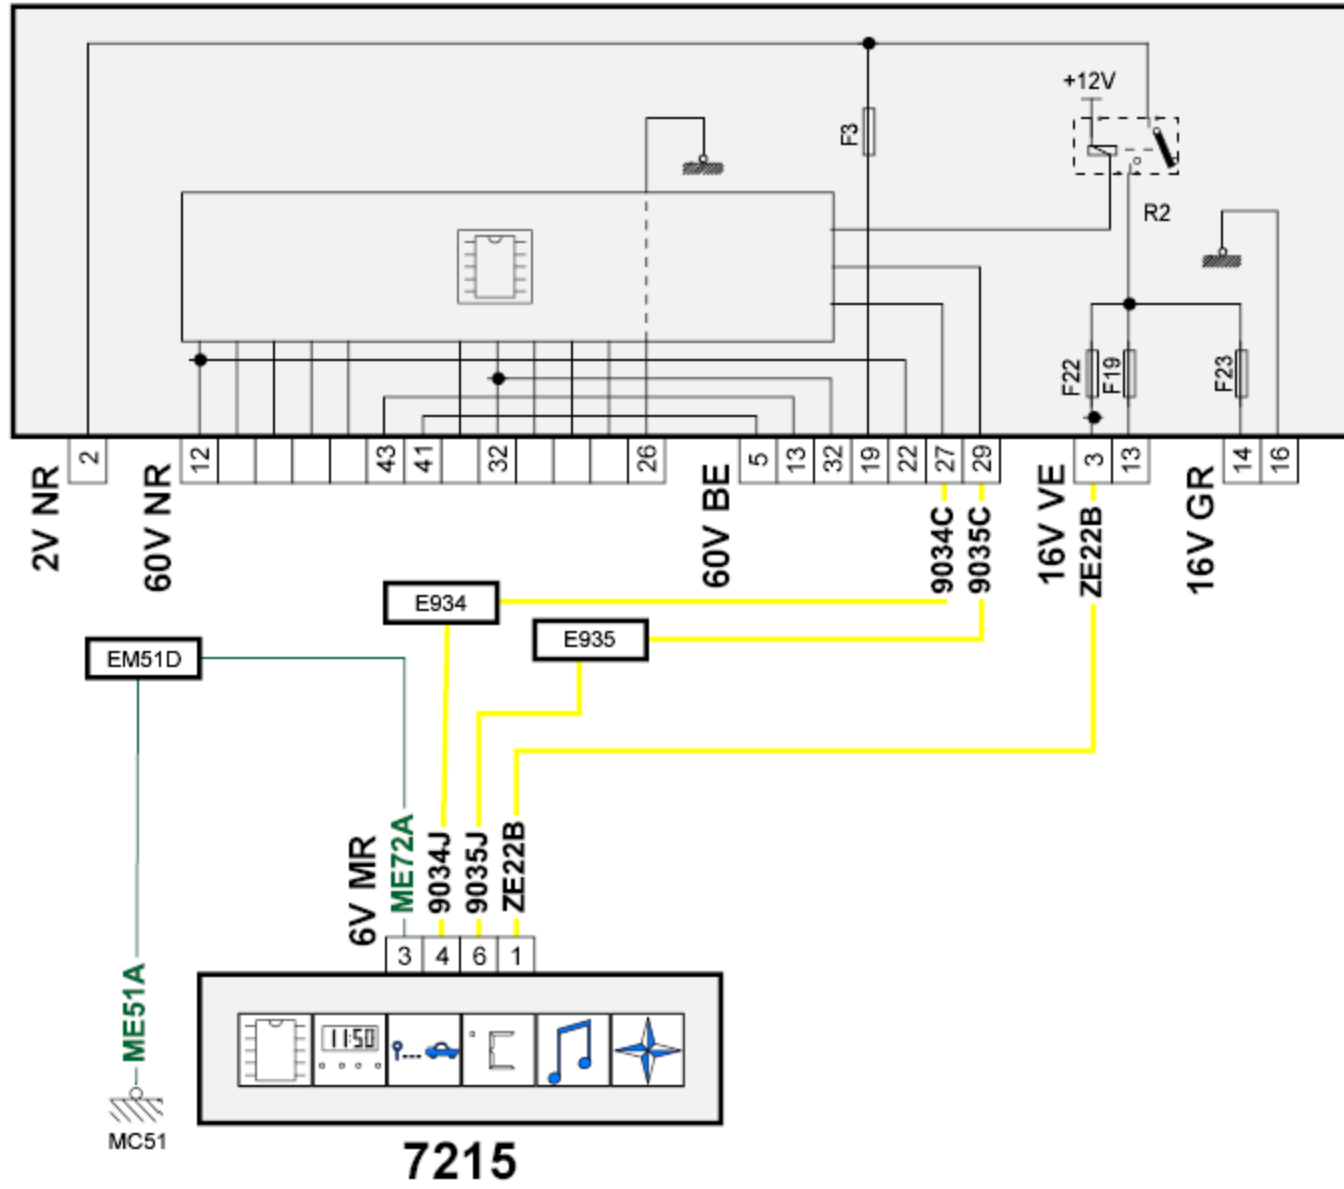 +12V
F3
R2
F22
F19
F23
2V NR
2
60V NR
12
43
41
32
26
60V BE
5
13
32
19
22
27
29
16V VE
3
13
16V GR
14
16
9034C
9035C
ZE22B
E934
E935
EM51D
6V MR
ME72A
9034J
9035J
ZE22B
ME51A
3
4
6
1
11:50
MC51
7215